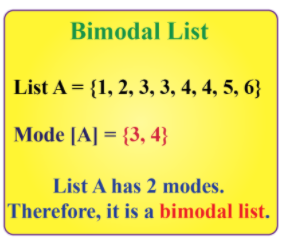 Bimodal List
List A = {1, 2, 3, 3, 4, 4, 5, 6}
Mode [A] = {3, 4}
List A has 2 modes.
Therefore, it is a bimodal list.